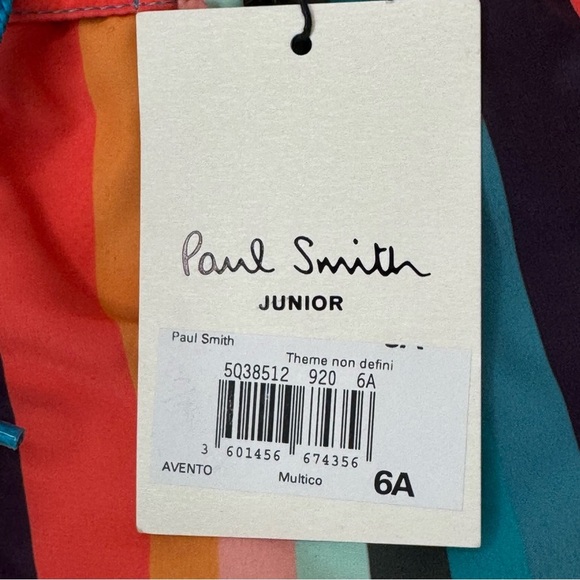 Paul Smith
JUNIOR
Paul Smith
Theme non defini
5Q38512 920 6A
3 601456 674356
AVENTO
Multico
6A